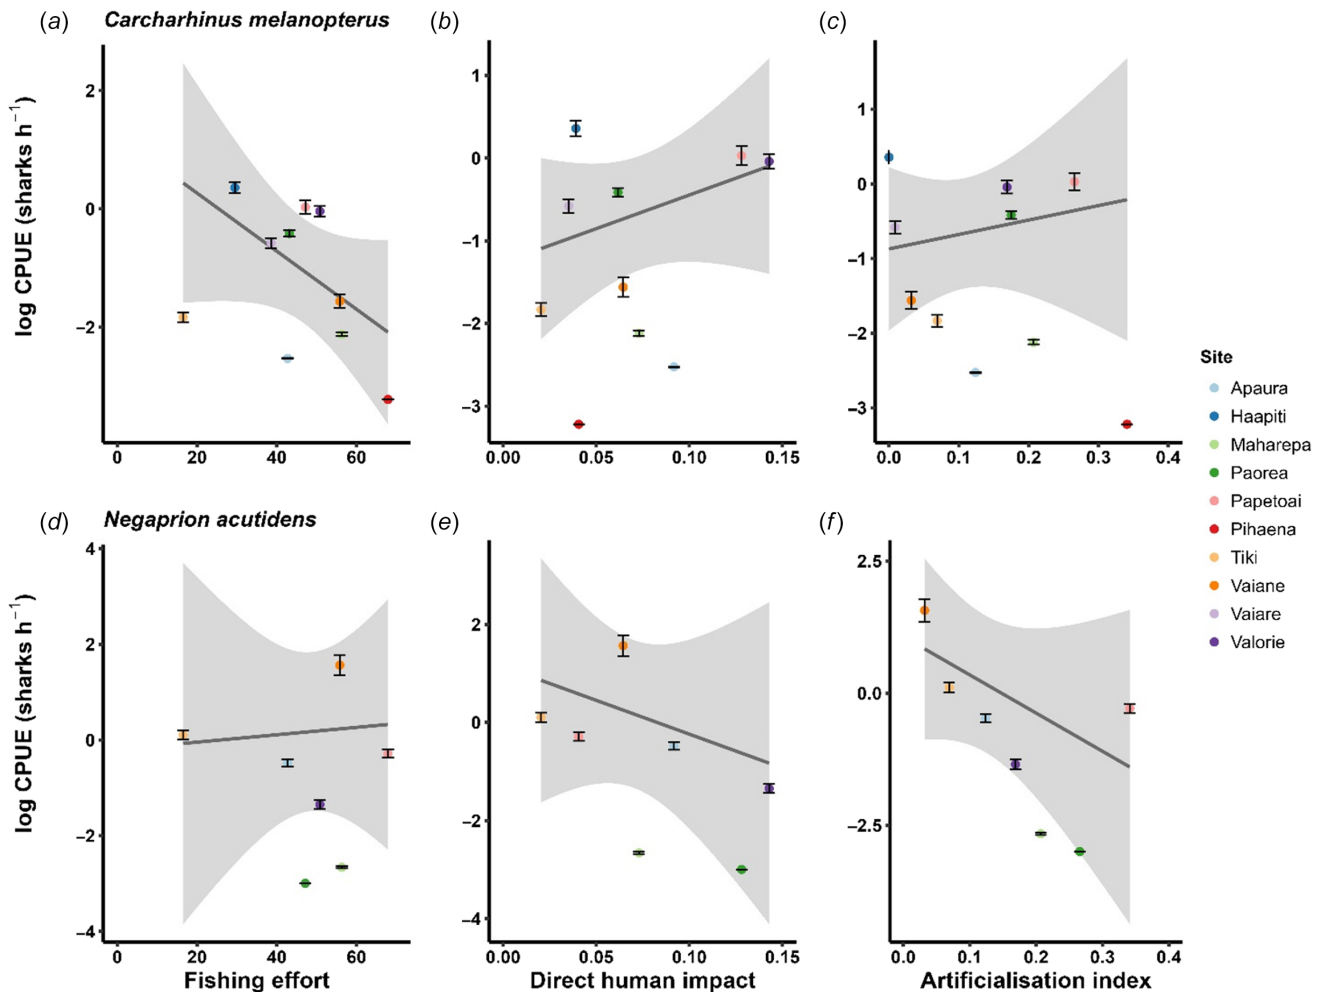 (a) Carcharhinus melanopterus (b) (c)
log CPUE (sharks h−1)
2
0
−2
0 20 40 60
1
0
−1
−2
−3
0.00 0.05 0.10 0.15
1
0
−1
−2
−3
0.0 0.1 0.2 0.3 0.4
(d) Negaprion acutidens (e) (f)
log CPUE (sharks h−1)
4
2
0
−2
−4
0 20 40 60
Fishing effort
2
0
−2
−4
0.00 0.05 0.10 0.15
Direct human impact
2.5
0.0
−2.5
0.0 0.1 0.2 0.3 0.4
Artificialisation index
Site
Apaura
Haapiti
Maharepa
Paorea
Papetoai
Pihaena
Tiki
Vaiane
Vaiare
Valorie